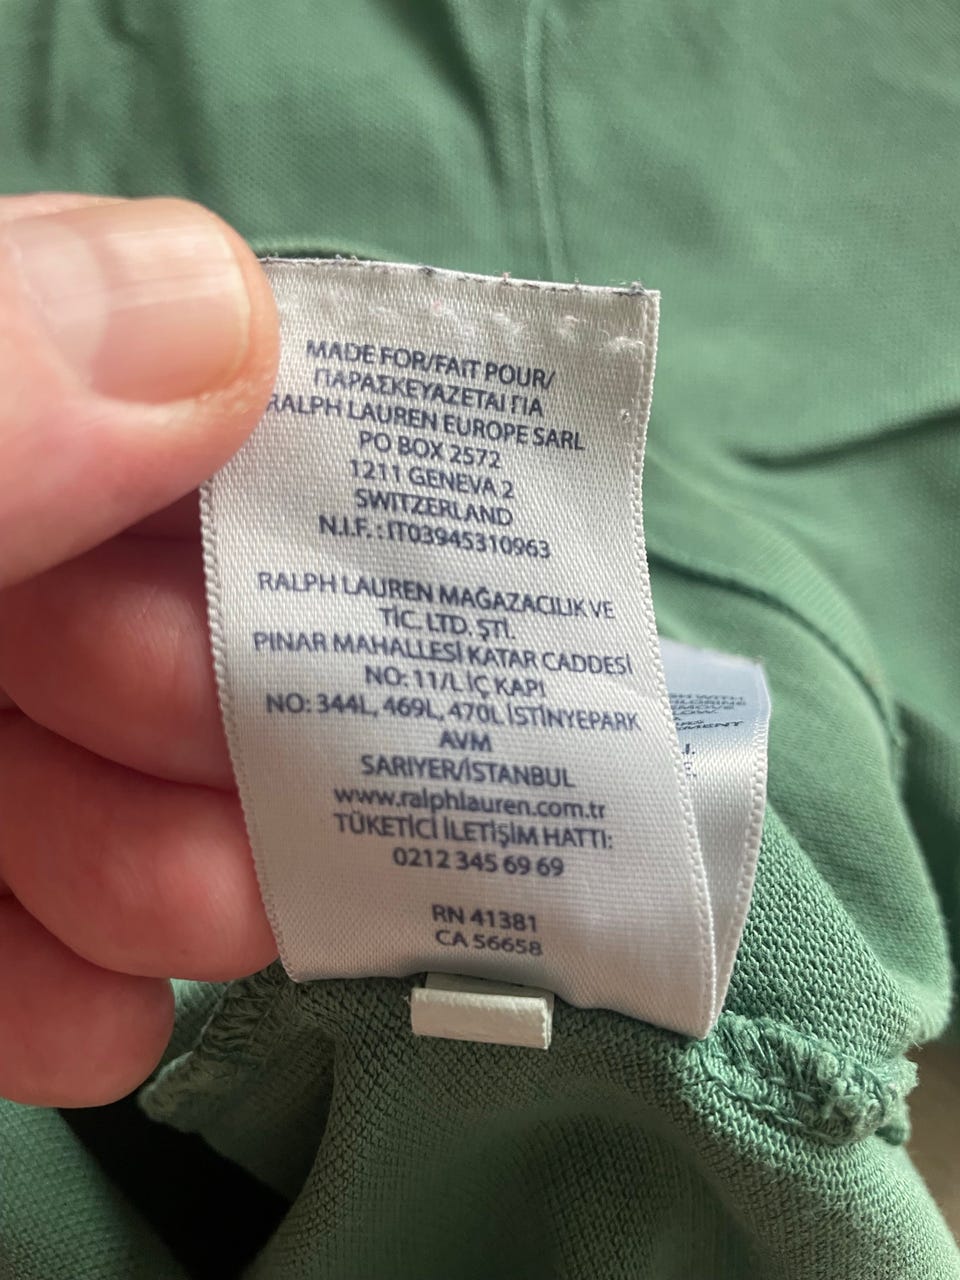 MADE FOR/FAIT POUR/
ΠΑΡΑΣΚΕΥΑΖΕΤΑΙ ΓΙΑ
RALPH LAUREN EUROPE SARL
PO BOX 2572
1211 GENEVA 2
SWITZERLAND
N.I.F. : IT03945310963
RALPH LAUREN MAĞAZACILIK VE
TİC. LTD. ŞTİ.
PINAR MAHALLESİ KATAR CADDESİ
NO: 11/L İÇ KAPI
NO: 344L, 469L, 470L İSTİNYEPARK
AVM
SARIYER/İSTANBUL
www.ralphlauren.com.tr
TÜKETİCİ İLETİŞİM HATTI:
0212 345 69 69
RN 41381
CA 56658
WITH